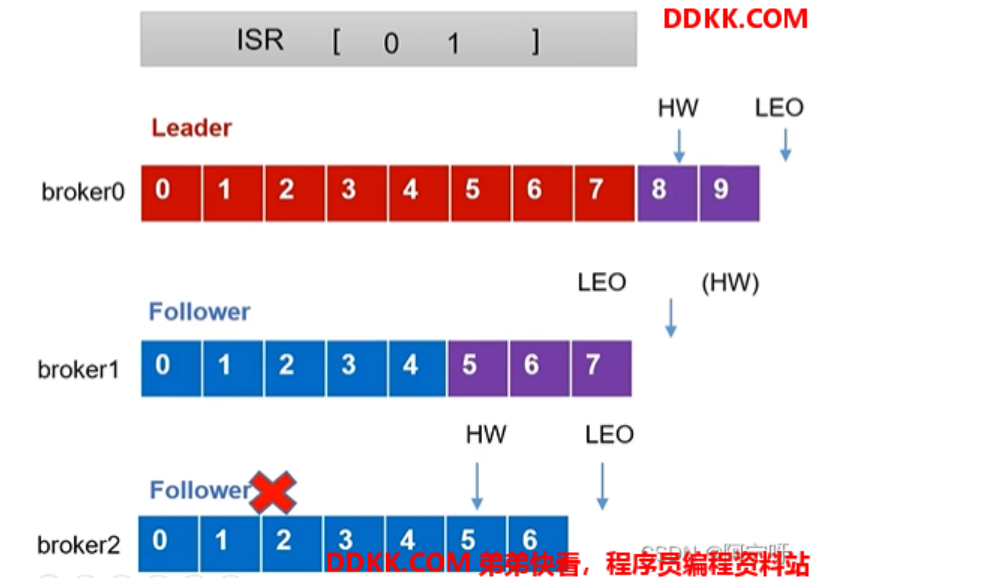 DDKK.COM
ISR [ 0 1 ]
HW LEO
Leader
broker0 0 1 2 3 4 5 6 7 8 9
LEO (HW)
Follower
broker1 0 1 2 3 4 5 6 7
HW LEO
Follower
broker2 0 1 2 3 4 5 6
DDKK.COM 弟弟快看，程序员编程资料站